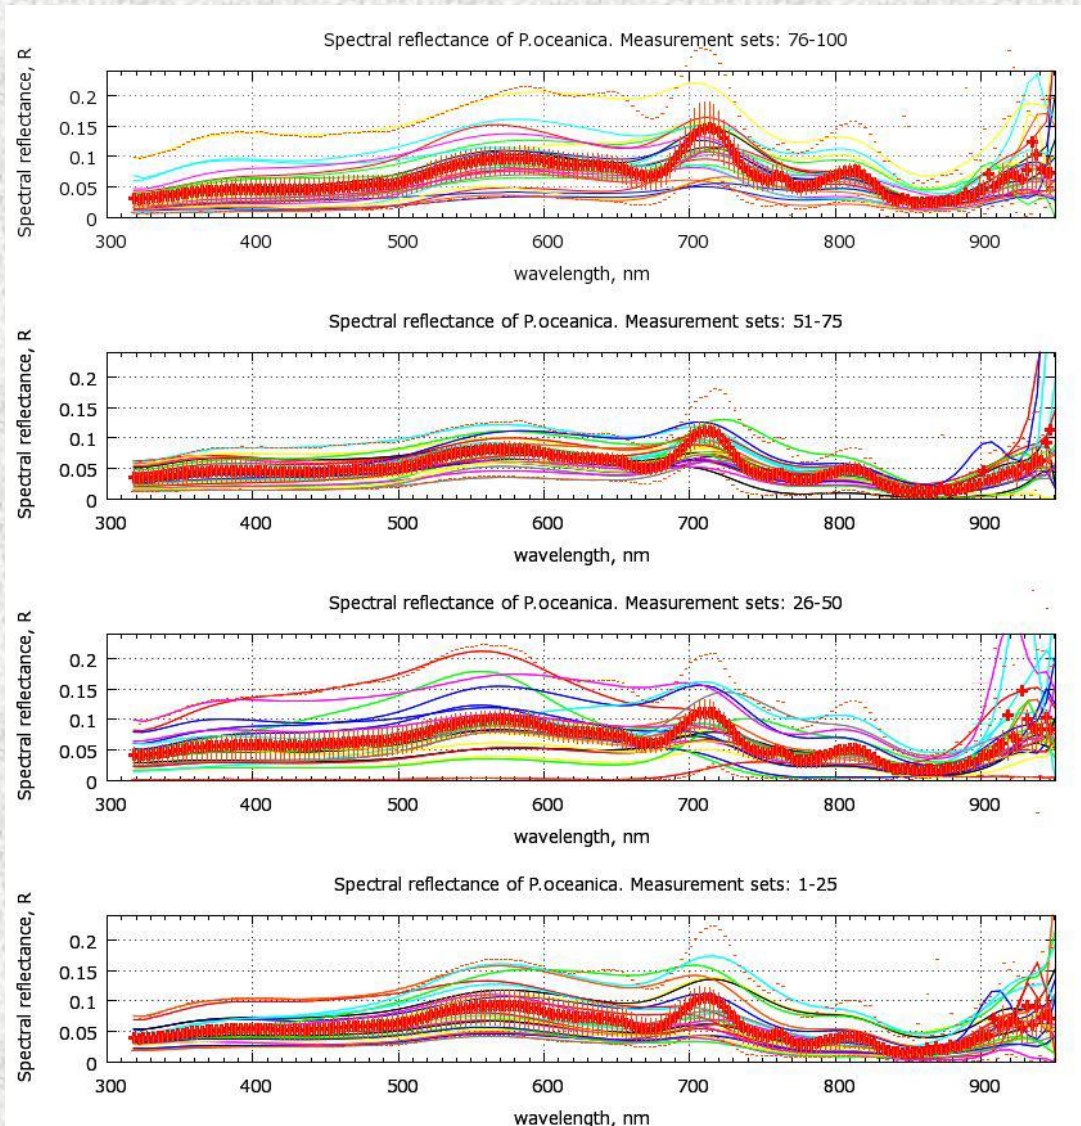 Spectral reflectance of P.oceanica. Measurement sets: 76-100
Spectral reflectance, R
0.2
0.15
0.1
0.05
0
300 400 500 600 700 800 900
wavelength, nm
Spectral reflectance of P.oceanica. Measurement sets: 51-75
Spectral reflectance, R
0.2
0.15
0.1
0.05
0
300 400 500 600 700 800 900
wavelength, nm
Spectral reflectance of P.oceanica. Measurement sets: 26-50
Spectral reflectance, R
0.2
0.15
0.1
0.05
0
300 400 500 600 700 800 900
wavelength, nm
Spectral reflectance of P.oceanica. Measurement sets: 1-25
Spectral reflectance, R
0.2
0.15
0.1
0.05
0
300 400 500 600 700 800 900
wavelength, nm